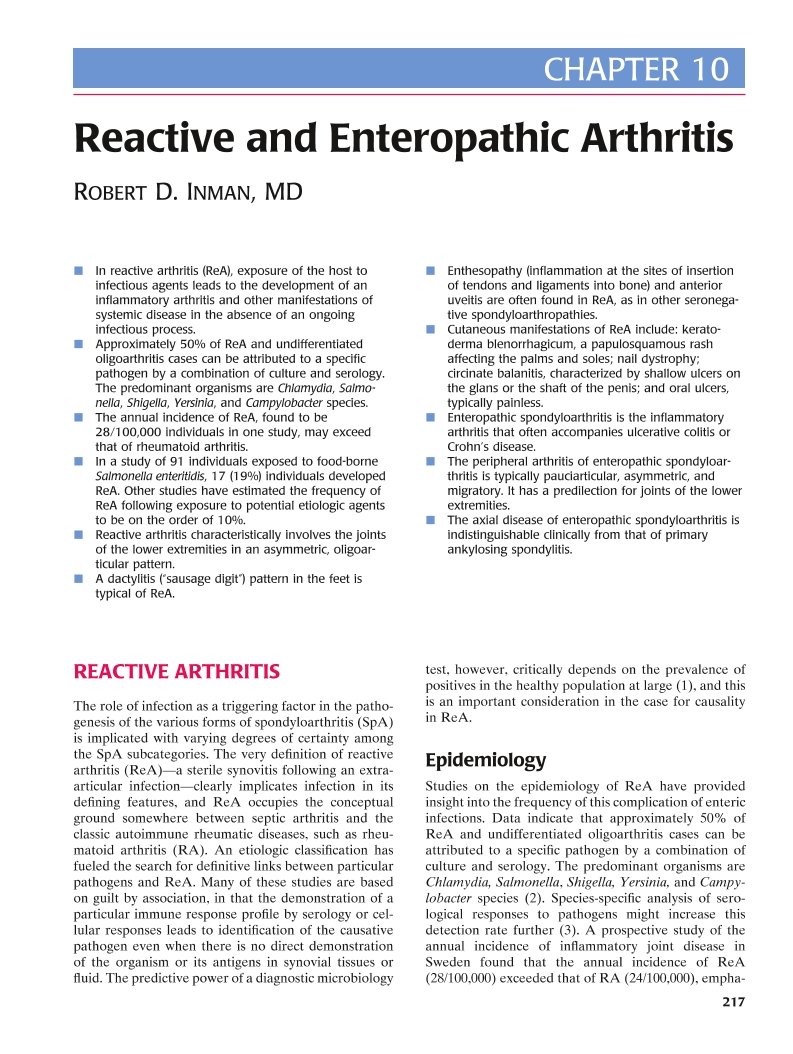 CHAPTER 10
Reactive and Enteropathic Arthritis
ROBERT D. INMAN, MD
■ In reactive arthritis (ReA), exposure of the host to
infectious agents leads to the development of an
inflammatory arthritis and other manifestations of
systemic disease in the absence of an ongoing
infectious process.
■ Approximately 50% of ReA and undifferentiated
oligoarthritis cases can be attributed to a specific
pathogen by a combination of culture and serology.
The predominant organisms are Chlamydia, Salmo-
nella, Shigella, Yersinia, and Campylobacter species.
■ The annual incidence of ReA, found to be
28/100,000 individuals in one study, may exceed
that of rheumatoid arthritis.
■ In a study of 91 individuals exposed to food-borne
Salmonella enteritidis, 17 (19%) individuals developed
ReA. Other studies have estimated the frequency of
ReA following exposure to potential etiologic agents
to be on the order of 10%.
■ Reactive arthritis characteristically involves the joints
of the lower extremities in an asymmetric, oligoar-
ticular pattern.
■ A dactylitis (“sausage digit”) pattern in the feet is
typical of ReA.
■ Enthesopathy (inflammation at the sites of insertion
of tendons and ligaments into bone) and anterior
uveitis are often found in ReA, as in other seronega-
tive spondyloarthropathies.
■ Cutaneous manifestations of ReA include: kerato-
derma blenorrhagicum, a papulosquamous rash
affecting the palms and soles; nail dystrophy;
circinate balanitis, characterized by shallow ulcers on
the glans or the shaft of the penis; and oral ulcers,
typically painless.
■ Enteropathic spondyloarthritis is the inflammatory
arthritis that often accompanies ulcerative colitis or
Crohn’s disease.
■ The peripheral arthritis of enteropathic spondyloar-
thritis is typically pauciarticular, asymmetric, and
migratory. It has a predilection for joints of the lower
extremities.
■ The axial disease of enteropathic spondyloarthritis is
indistinguishable clinically from that of primary
ankylosing spondylitis.
REACTIVE ARTHRITIS
The role of infection as a triggering factor in the patho-
genesis of the various forms of spondyloarthritis (SpA)
is implicated with varying degrees of certainty among
the SpA subcategories. The very definition of reactive
arthritis (ReA)—a sterile synovitis following an extra-
articular infection—clearly implicates infection in its
defining features, and ReA occupies the conceptual
ground somewhere between septic arthritis and the
classic autoimmune rheumatic diseases, such as rheu-
matoid arthritis (RA). An etiologic classification has
fueled the search for definitive links between particular
pathogens and ReA. Many of these studies are based
on guilt by association, in that the demonstration of a
particular immune response profile by serology or cel-
lular responses leads to identification of the causative
pathogen even when there is no direct demonstration
of the organism or its antigens in synovial tissues or
fluid. The predictive power of a diagnostic microbiology
test, however, critically depends on the prevalence of
positives in the healthy population at large (1), and this
is an important consideration in the case for causality
in ReA.
Epidemiology
Studies on the epidemiology of ReA have provided
insight into the frequency of this complication of enteric
infections. Data indicate that approximately 50% of
ReA and undifferentiated oligoarthritis cases can be
attributed to a specific pathogen by a combination of
culture and serology. The predominant organisms are
Chlamydia, Salmonella, Shigella, Yersinia, and Campy-
lobacter species (2). Species-specific analysis of sero-
logical responses to pathogens might increase this
detection rate further (3). A prospective study of the
annual incidence of inflammatory joint disease in
Sweden found that the annual incidence of ReA
(28/100,000) exceeded that of RA (24/100,000), empha-
217